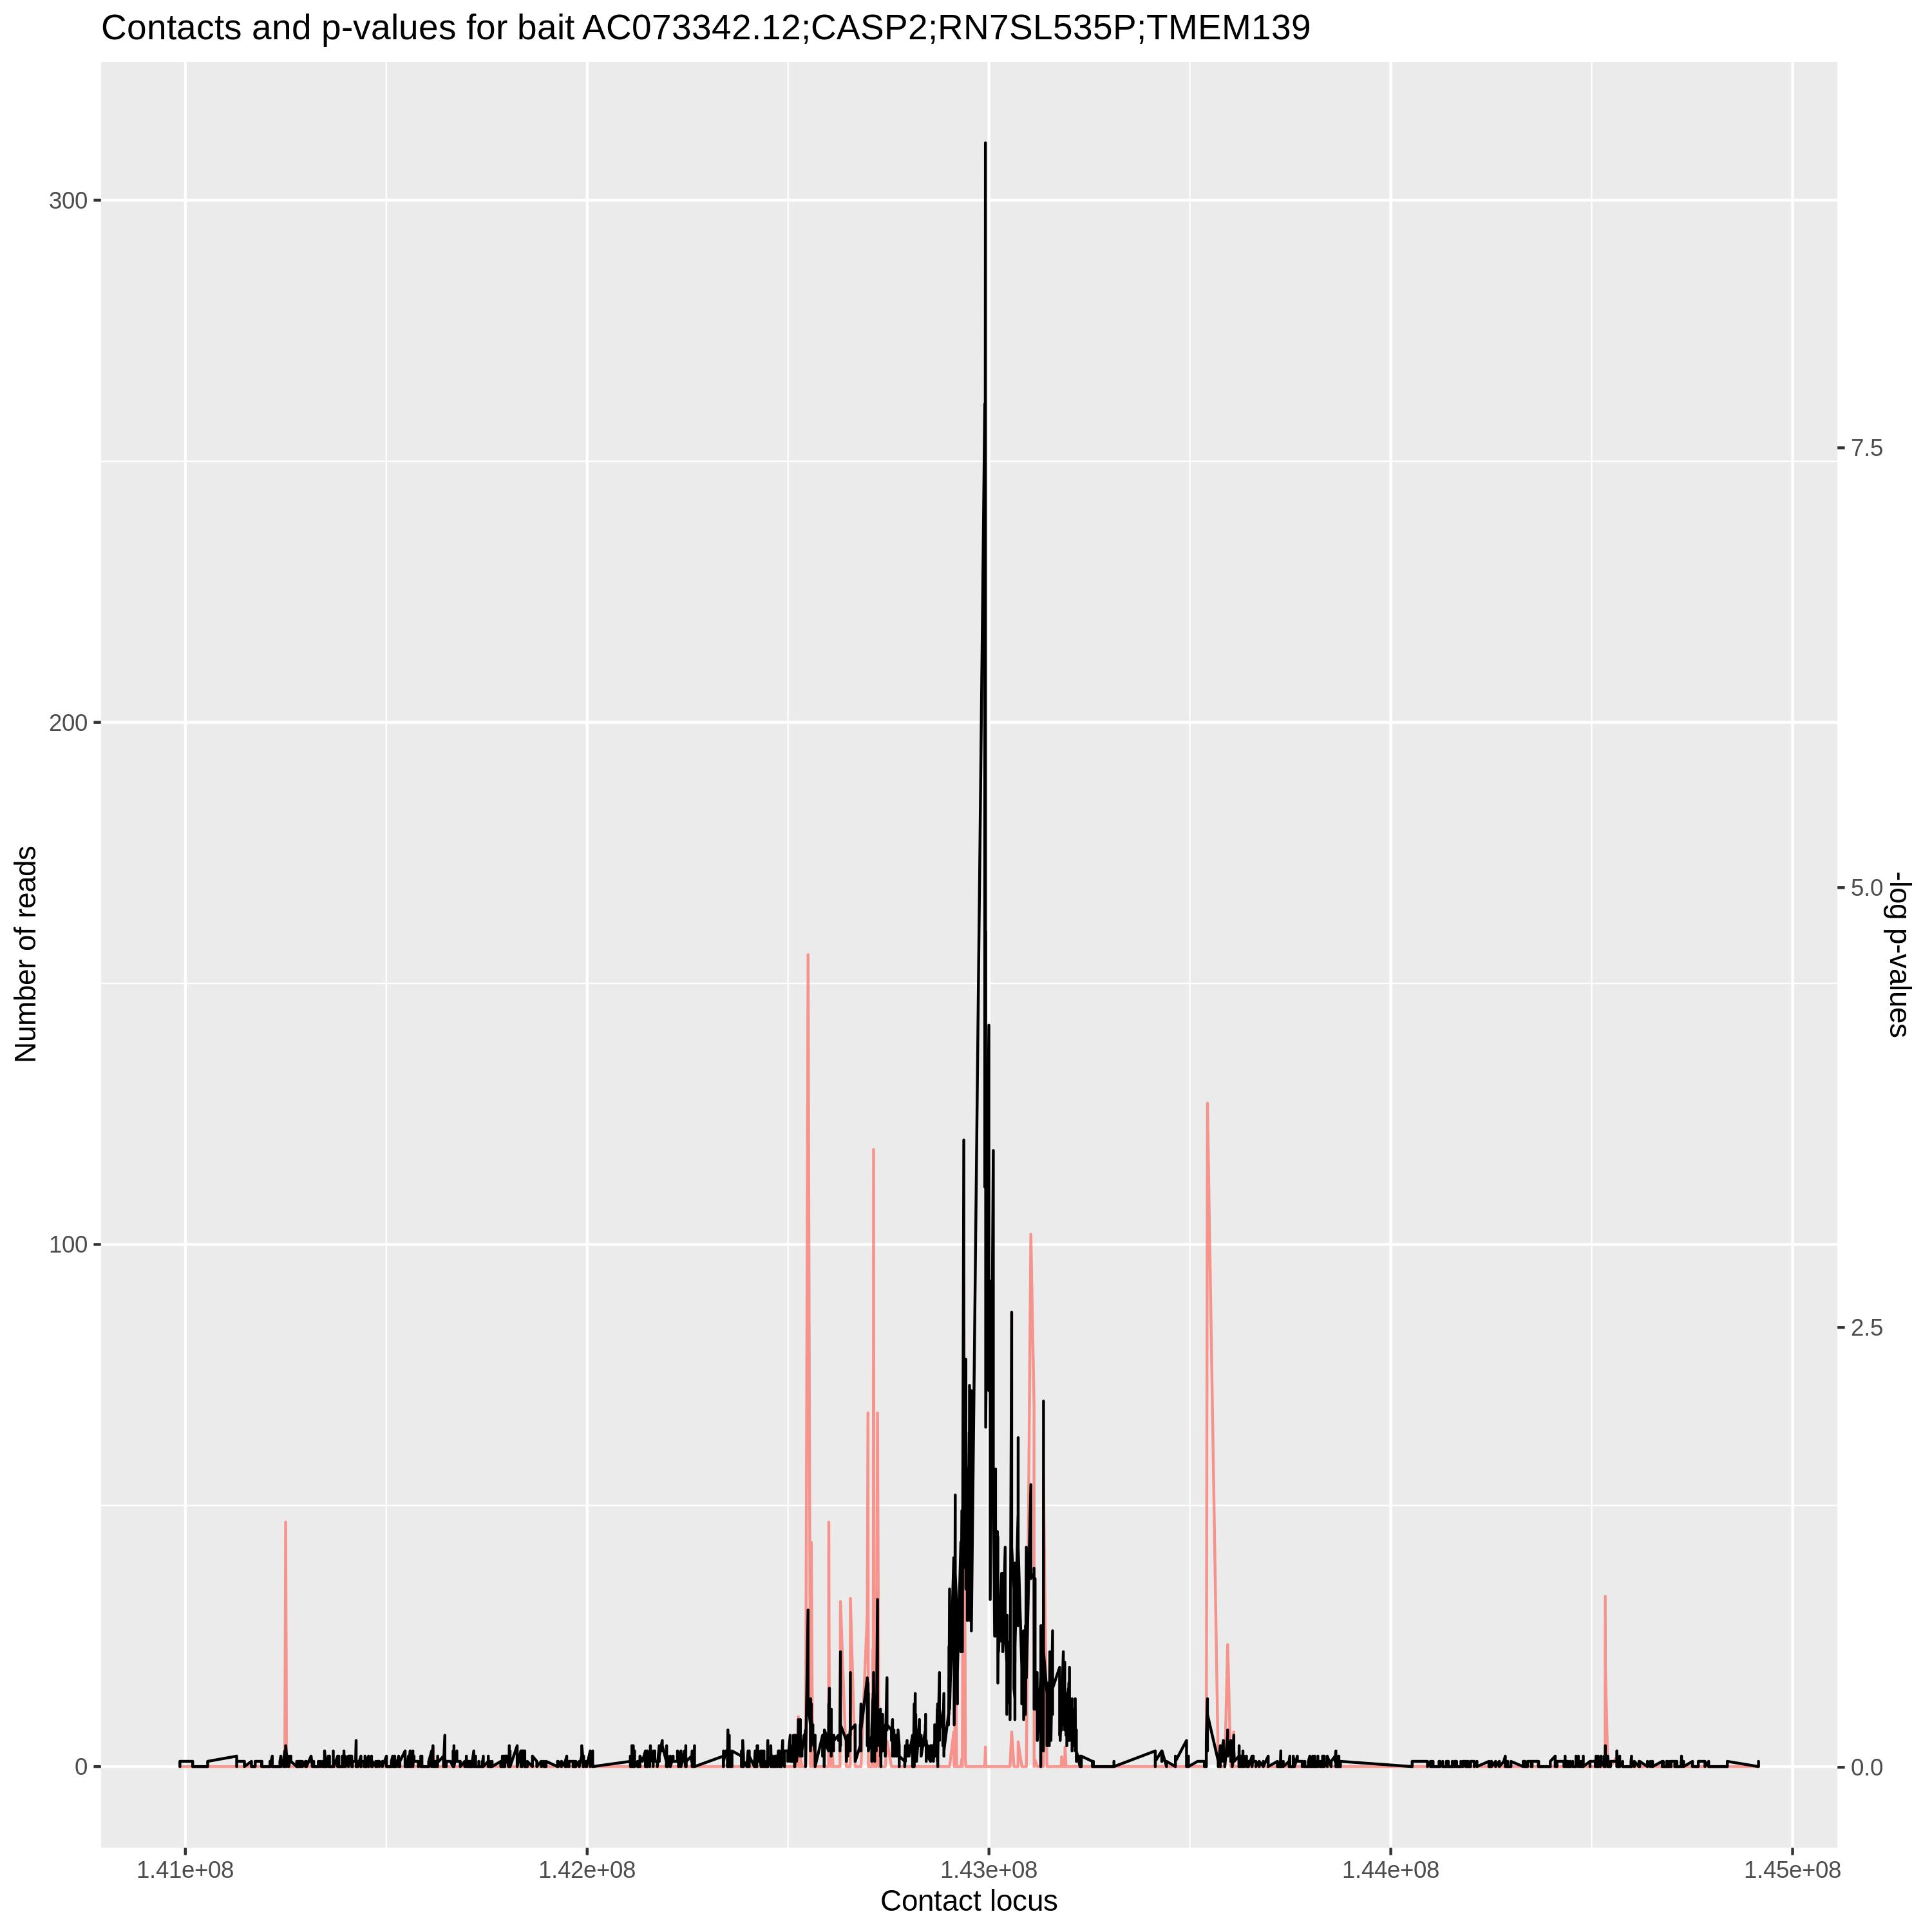 Contacts and p-values for bait AC073342.12;CASP2;RN7SL535P;TMEM139
300
200
100
0
Number of reads
7.5
5.0
2.5
0.0
-log p-values
1.41e+08 1.42e+08 1.43e+08 1.44e+08 1.45e+08
Contact locus